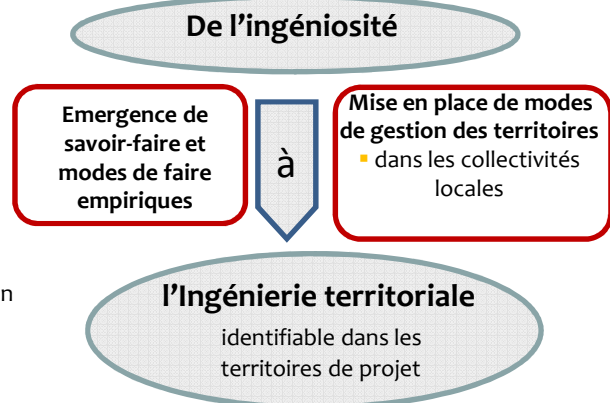 De l’ingéniosité
Emergence de
savoir-faire et
modes de faire
empiriques
à
Mise en place de modes
de gestion des territoires
▪ dans les collectivités
locales
n
l’Ingénierie territoriale
identifiable dans les
territoires de projet